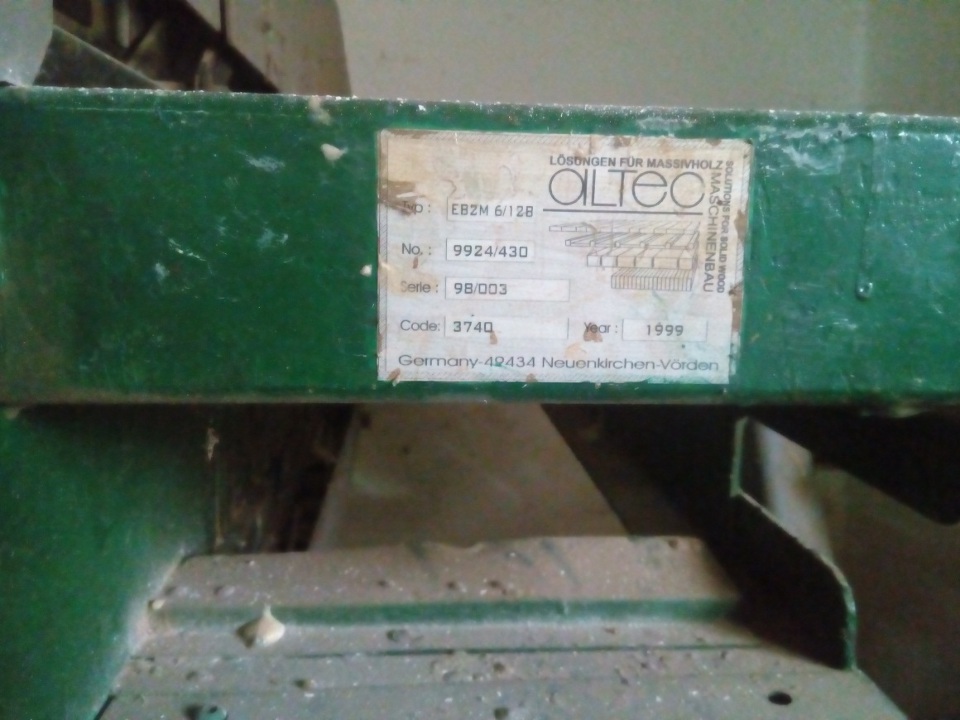 LÖSUNGEN FÜR MASSIVHOLZ
aLTec
MASCHINENBAU
SOLUTIONS FOR SOLID WOOD
Typ : EBZM 6/128
No. : 9924/430
Serie : 98/003
Code: 3740 Year : 1999
Germany-49434 Neuenkirchen-Vörden